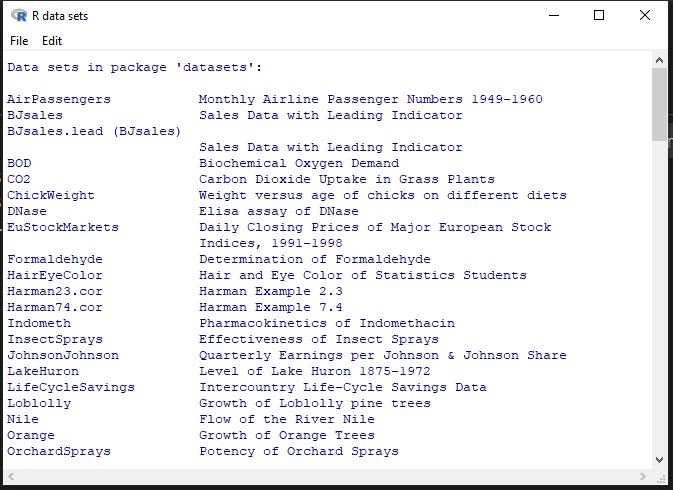 R data sets
File Edit
Data sets in package 'datasets':
AirPassengers Monthly Airline Passenger Numbers 1949-1960
BJsales Sales Data with Leading Indicator
BJsales.lead (BJsales)
Sales Data with Leading Indicator
BOD Biochemical Oxygen Demand
CO2 Carbon Dioxide Uptake in Grass Plants
ChickWeight Weight versus age of chicks on different diets
DNase Elisa assay of DNase
EuStockMarkets Daily Closing Prices of Major European Stock
Indices, 1991-1998
Formaldehyde Determination of Formaldehyde
HairEyeColor Hair and Eye Color of Statistics Students
Harman23.cor Harman Example 2.3
Harman74.cor Harman Example 7.4
Indometh Pharmacokinetics of Indomethacin
InsectSprays Effectiveness of Insect Sprays
JohnsonJohnson Quarterly Earnings per Johnson & Johnson Share
LakeHuron Level of Lake Huron 1875-1972
LifeCycleSavings Intercountry Life-Cycle Savings Data
Loblolly Growth of Loblolly pine trees
Nile Flow of the River Nile
Orange Growth of Orange Trees
OrchardSprays Potency of Orchard Sprays